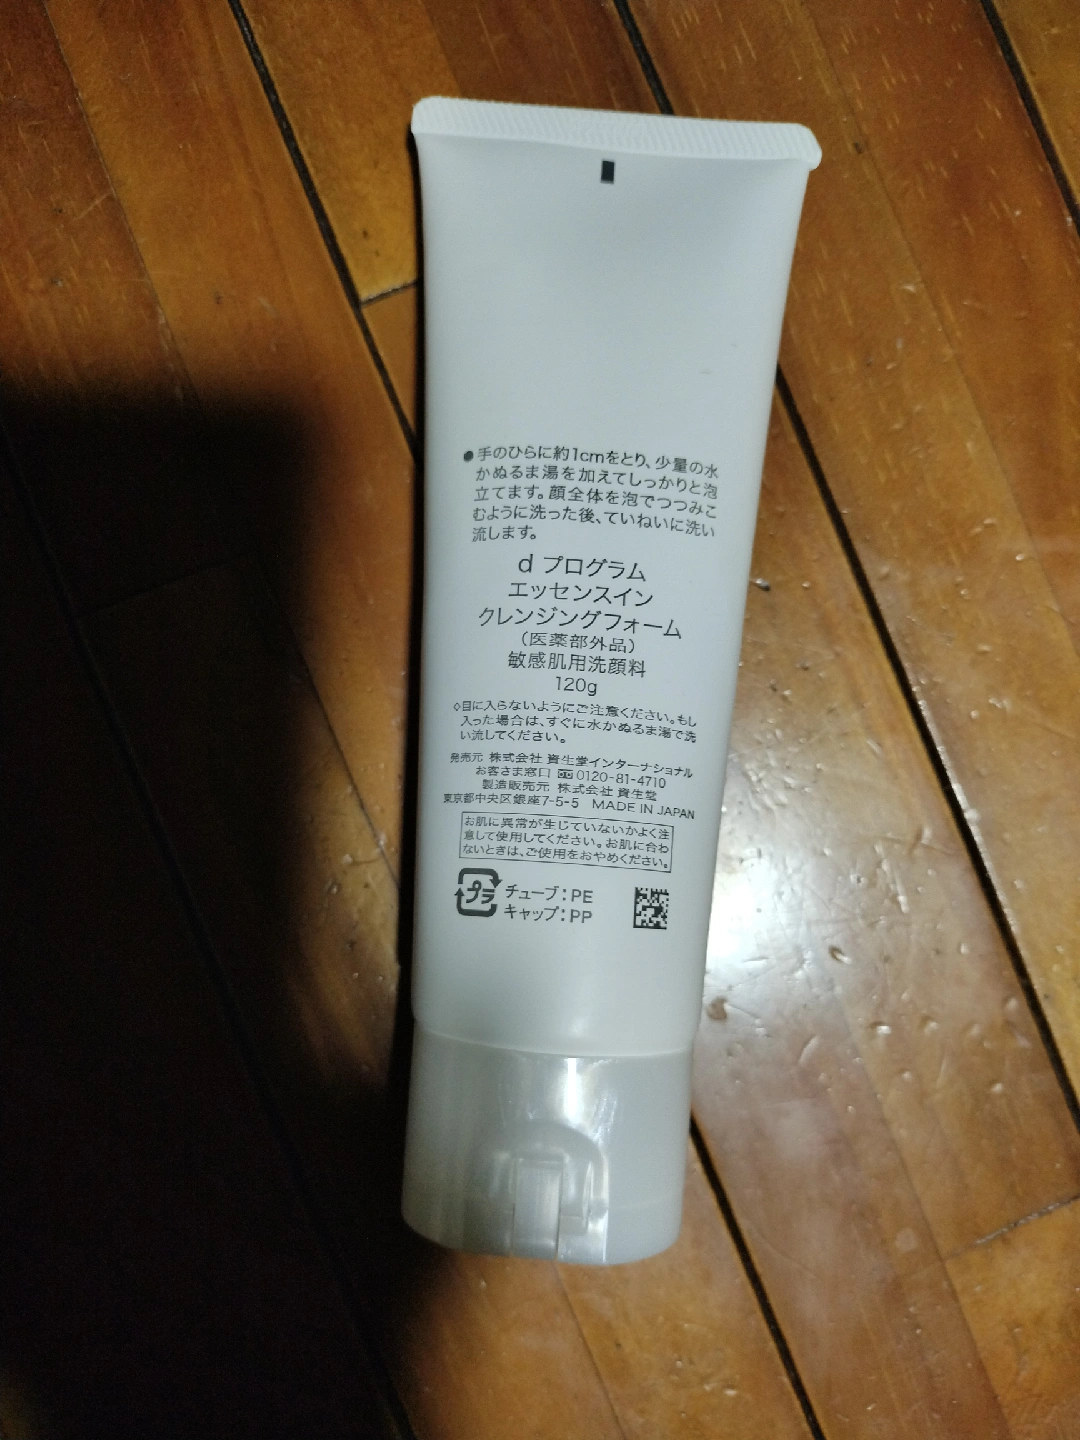 ●手のひらに約1cmをとり、少量の水
かぬるま湯を加えてしっかりと泡
立てます。顔全体を泡でつつみこ
むように洗った後、ていねいに洗い
流します。
d プログラム
エッセンスイン
クレンジングフォーム
（医薬部外品）
敏感肌用洗顔料
120g
◇目に入らないようにご注意ください。もし
入った場合は、すぐに水かぬるま湯で洗
い流してください。
発売元 株式会社 資生堂インターナショナル
お客さま窓口 0120-81-4710
製造販売元 株式会社 資生堂
東京都中央区銀座7-5-5 MADE IN JAPAN
お肌に異常が生じていないかよく注
意して使用してください。お肌に合わ
ないときは、ご使用をおやめください。
プラ チューブ：PE
キャップ：PP